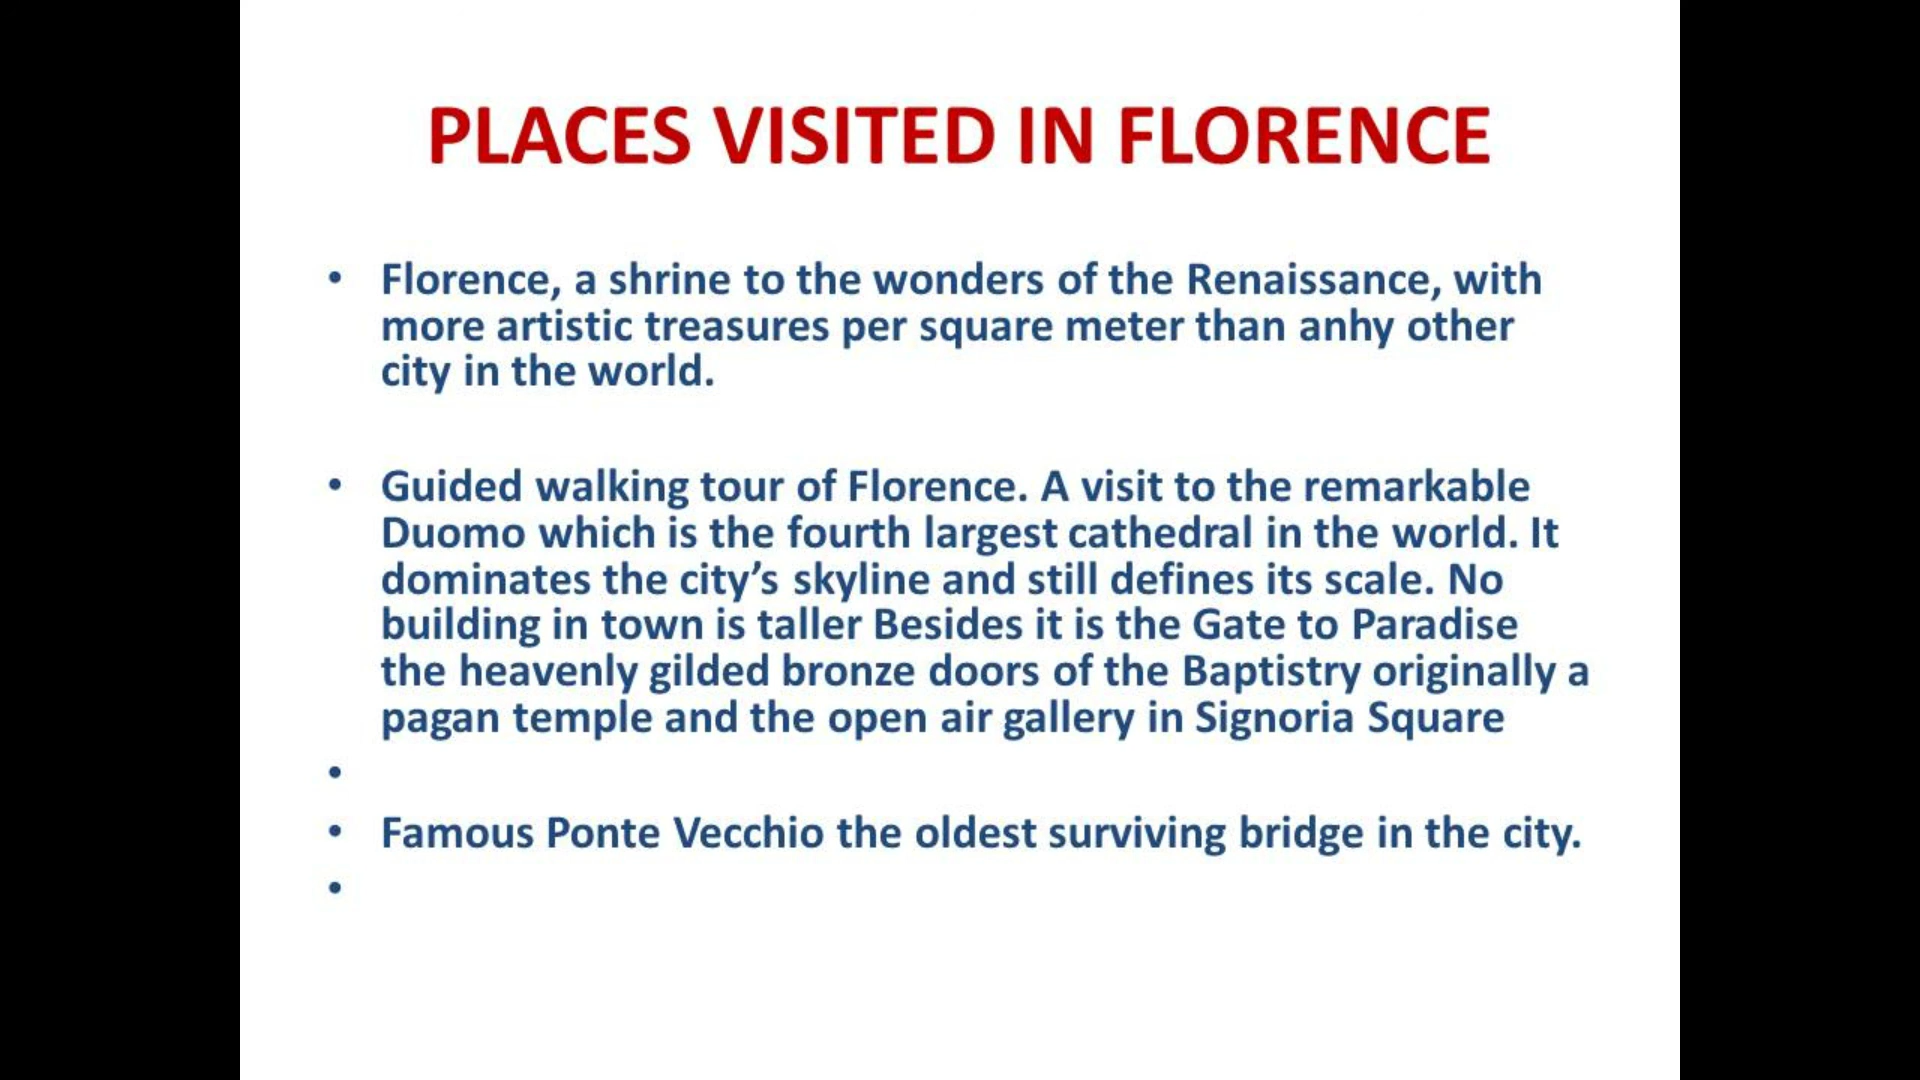 PLACES VISITED IN FLORENCE
• Florence, a shrine to the wonders of the Renaissance, with
more artistic treasures per square meter than anhy other
city in the world.
• Guided walking tour of Florence. A visit to the remarkable
Duomo which is the fourth largest cathedral in the world. It
dominates the city’s skyline and still defines its scale. No
building in town is taller Besides it is the Gate to Paradise
the heavenly gilded bronze doors of the Baptistry originally a
pagan temple and the open air gallery in Signoria Square
•
• Famous Ponte Vecchio the oldest surviving bridge in the city.
•